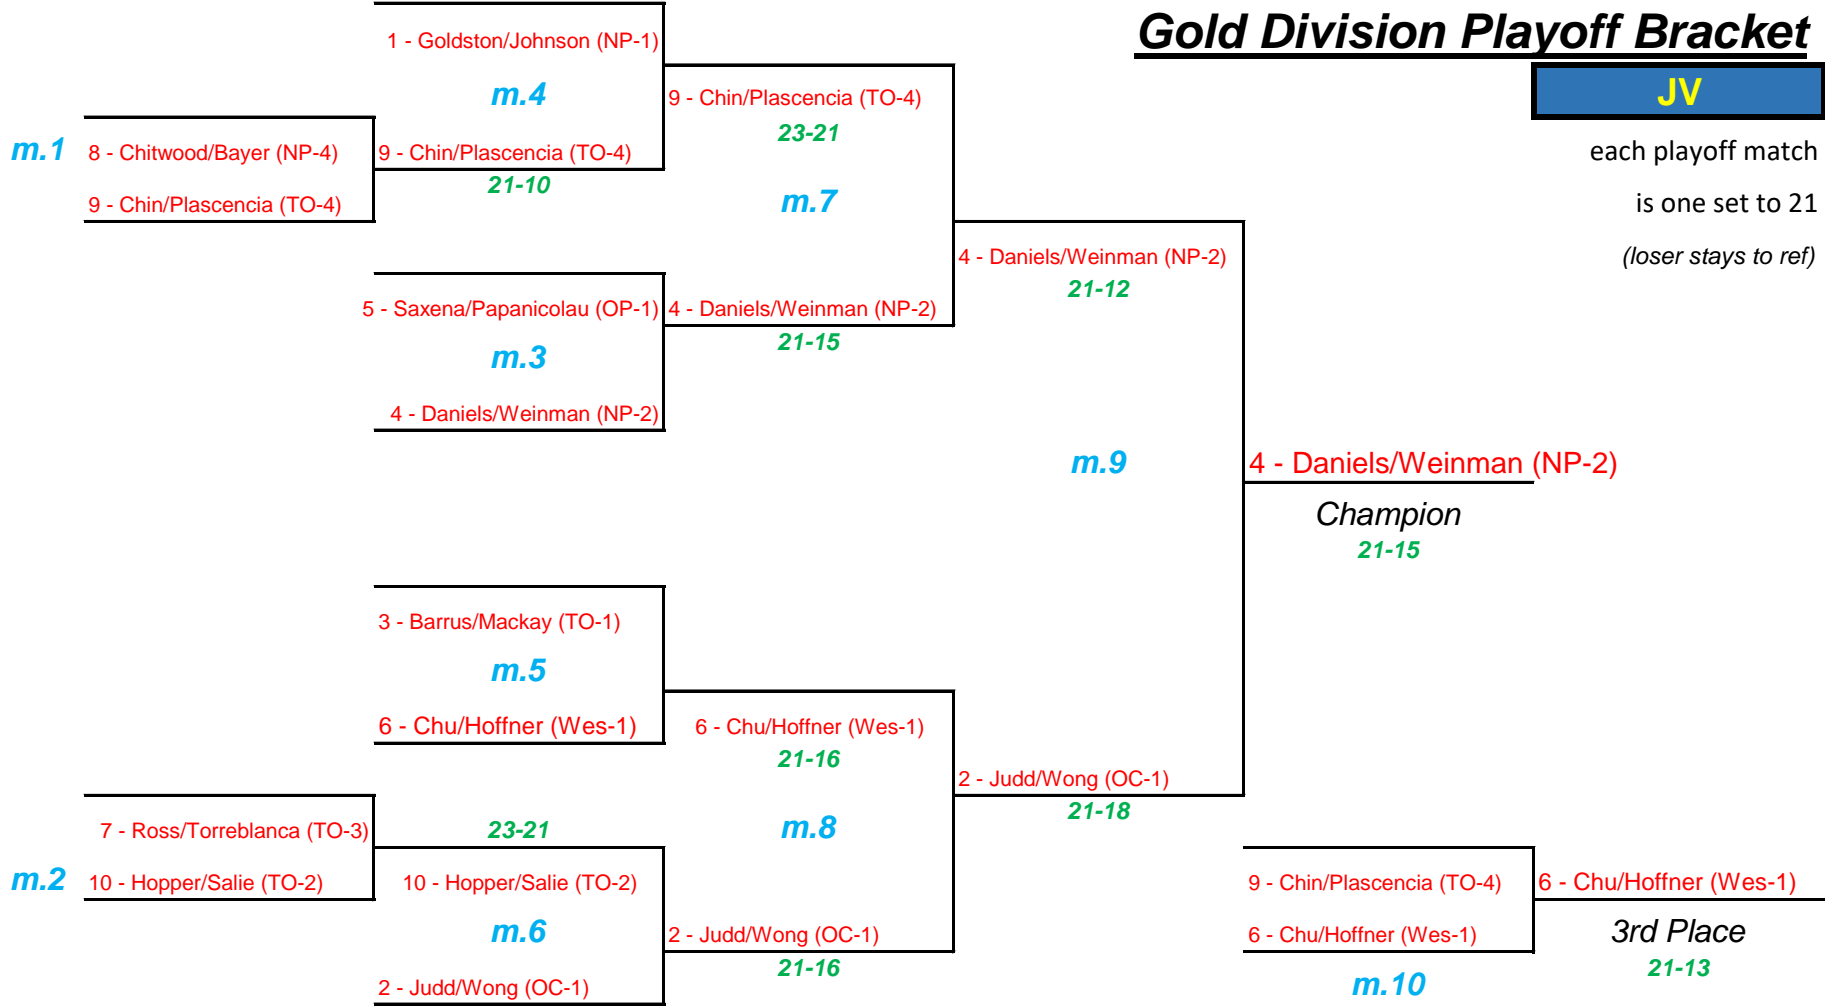 Gold Division Playoff Bracket
JV
each playoff match
is one set to 21
(loser stays to ref)
1 - Goldston/Johnson (NP-1)
m.4
9 - Chin/Plascencia (TO-4)
23-21
m.1
8 - Chitwood/Bayer (NP-4)
9 - Chin/Plascencia (TO-4)
21-10
9 - Chin/Plascencia (TO-4)
m.7
4 - Daniels/Weinman (NP-2)
21-12
5 - Saxena/Papanicolau (OP-1)
4 - Daniels/Weinman (NP-2)
21-15
m.3
4 - Daniels/Weinman (NP-2)
m.9
4 - Daniels/Weinman (NP-2)
Champion
21-15
3 - Barrus/Mackay (TO-1)
m.5
6 - Chu/Hoffner (Wes-1)
6 - Chu/Hoffner (Wes-1)
21-16
2 - Judd/Wong (OC-1)
21-18
7 - Ross/Torreblanca (TO-3)
23-21
m.8
m.2
10 - Hopper/Salie (TO-2)
10 - Hopper/Salie (TO-2)
m.6
2 - Judd/Wong (OC-1)
21-16
2 - Judd/Wong (OC-1)
9 - Chin/Plascencia (TO-4)
6 - Chu/Hoffner (Wes-1)
6 - Chu/Hoffner (Wes-1)
3rd Place
21-13
m.10